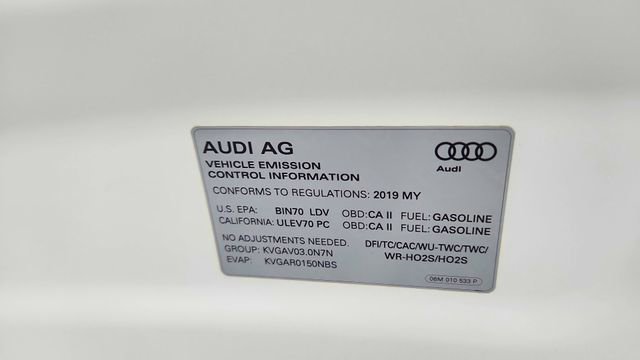 AUDI AG
Audi
VEHICLE EMISSION
CONTROL INFORMATION
CONFORMS TO REGULATIONS: 2019 MY
U.S. EPA: BIN70 LDV OBD:CA II FUEL:GASOLINE
CALIFORNIA: ULEV70 PC OBD:CA II FUEL:GASOLINE
NO ADJUSTMENTS NEEDED. DFI/TC/CAC/WU-TWC/TWC/
GROUP: KVGAV03.0N7N WR-HO2S/HO2S
EVAP: KVGAR0150NBS
06M 010 533 P